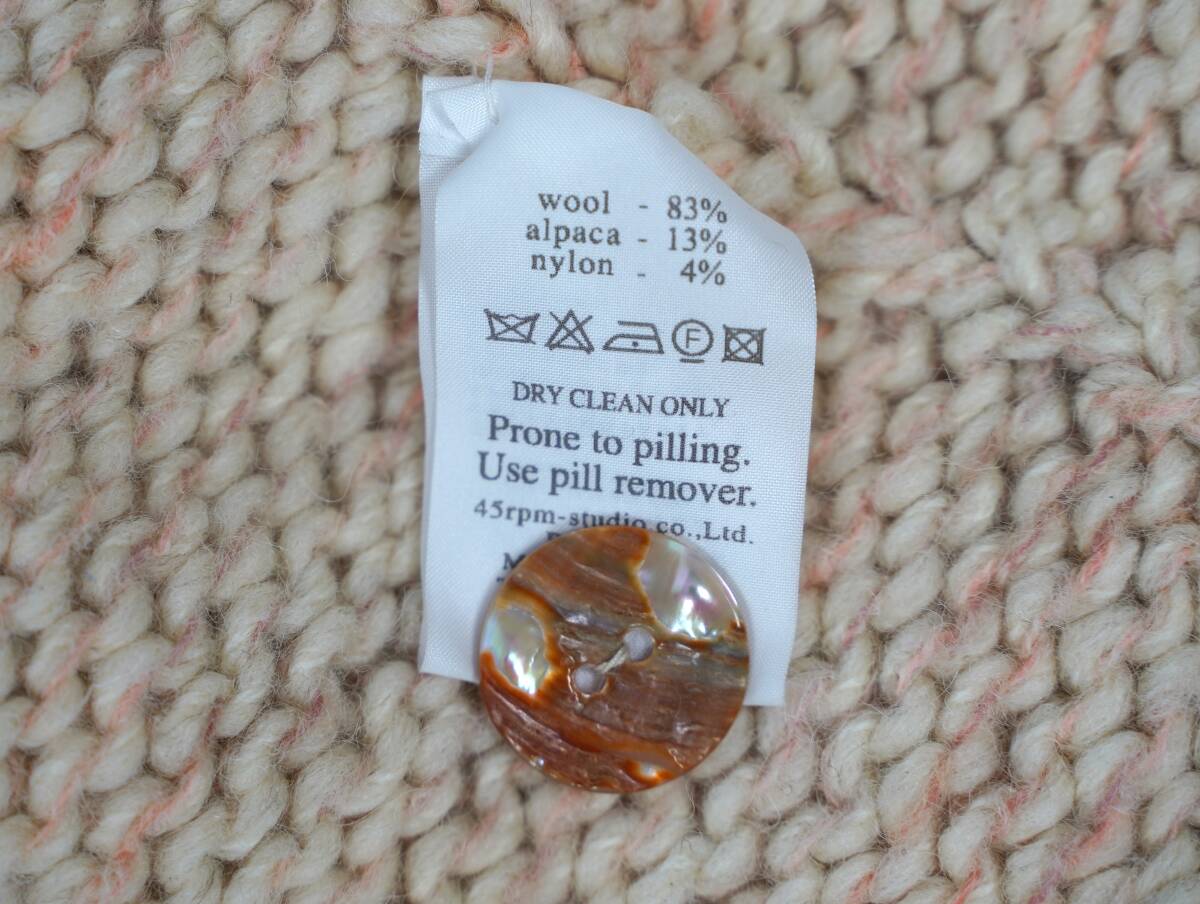 wool - 83%
alpaca - 13%
nylon - 4%
F
DRY CLEAN ONLY
Prone to pilling.
Use pill remover.
45rpm-studio co.,Ltd.